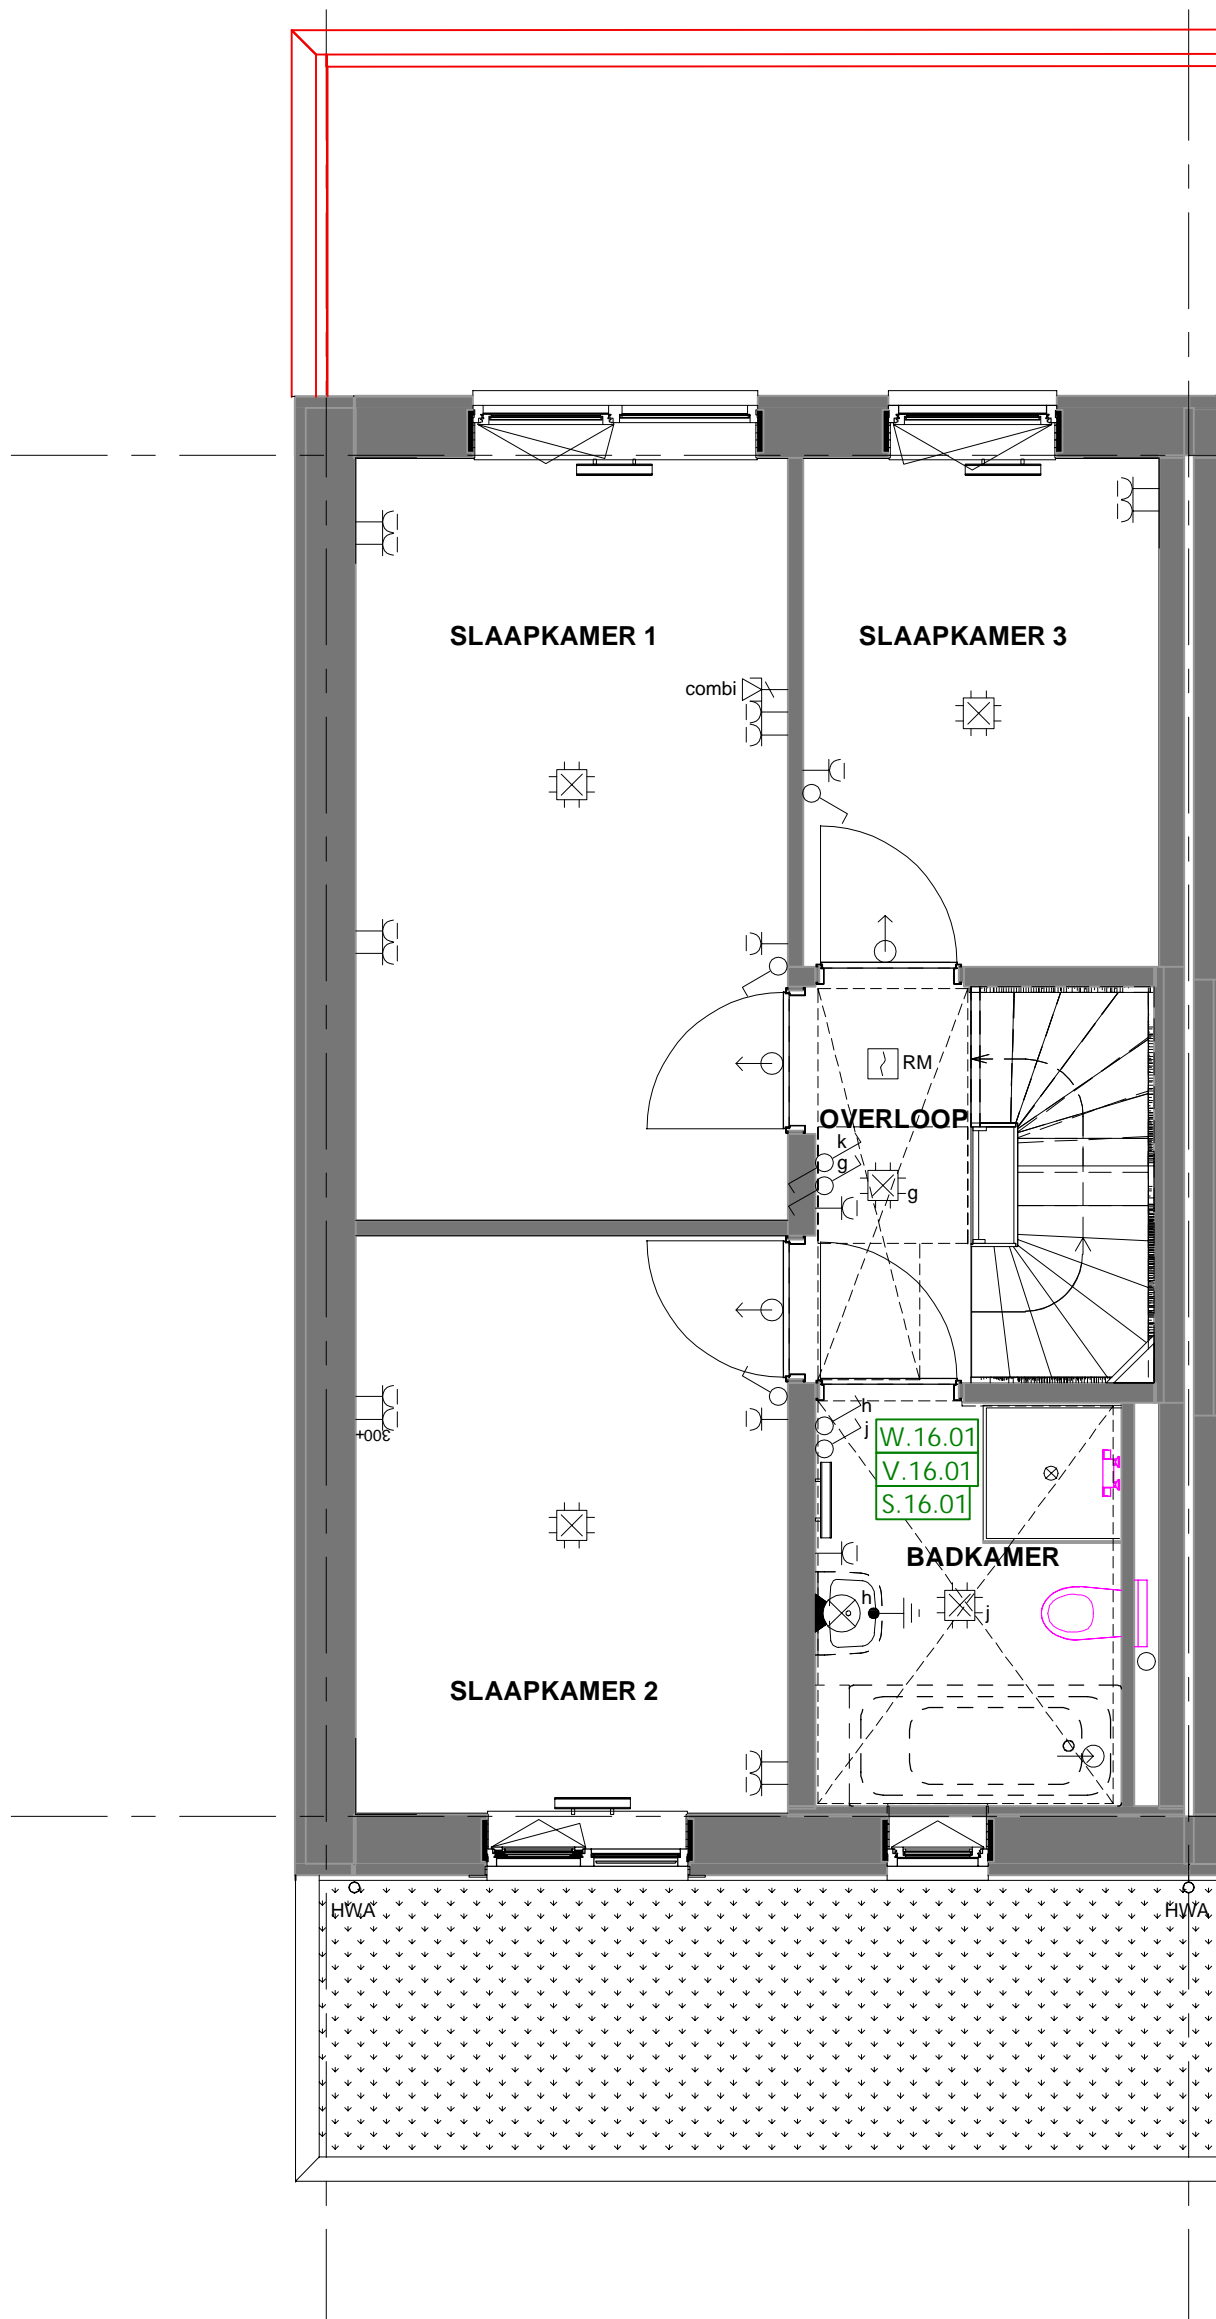 SLAAPKAMER 1
SLAAPKAMER 3
combi
RM
OVERLOOP
k
g
g
300+
h
j
W.16.01
V.16.01
S.16.01
BADKAMER
h
j
SLAAPKAMER 2
HWA
HWA